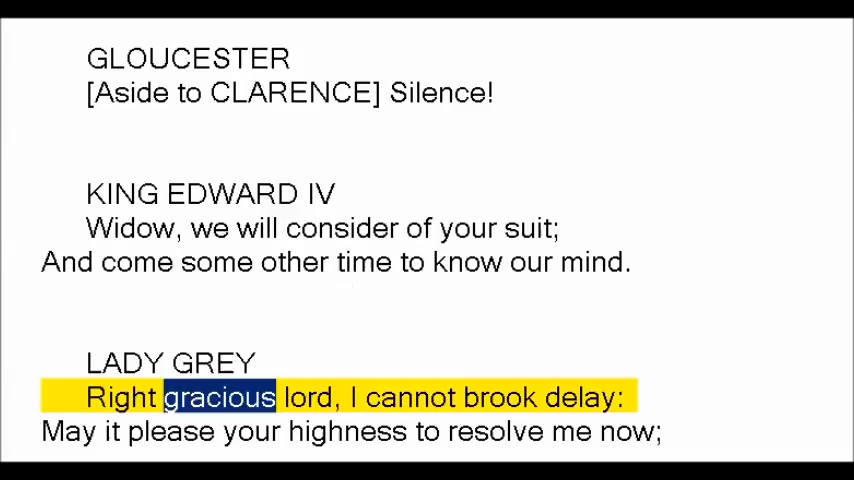 GLOUCESTER
[Aside to CLARENCE] Silence!
KING EDWARD IV
Widow, we will consider of your suit;
And come some other time to know our mind.
LADY GREY
Right gracious lord, I cannot brook delay:
May it please your highness to resolve me now;